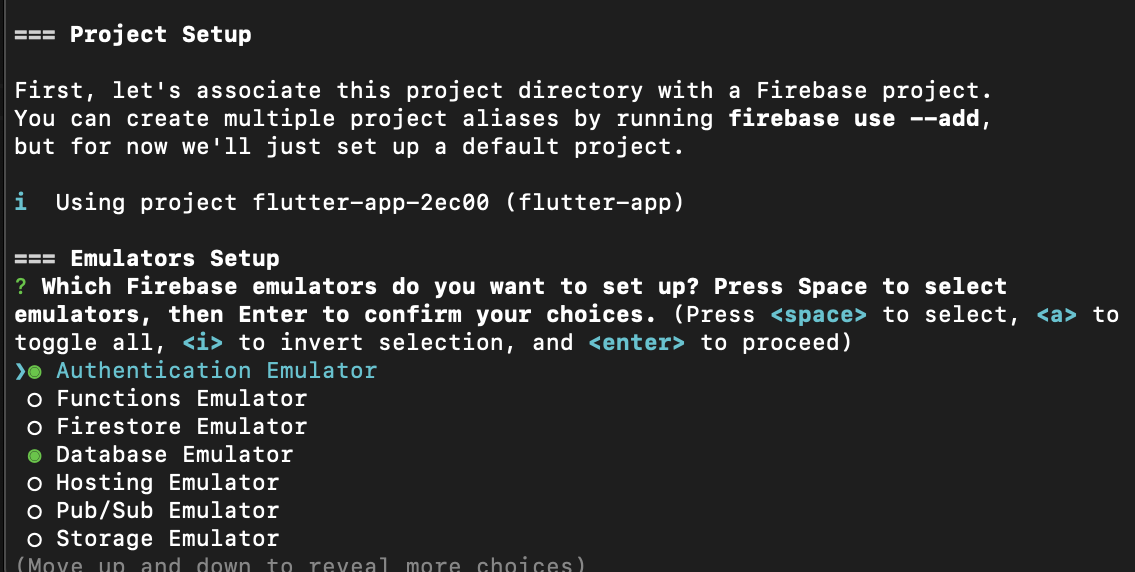 === Project Setup
First, let's associate this project directory with a Firebase project.
You can create multiple project aliases by running firebase use --add,
but for now we'll just set up a default project.
i  Using project flutter-app-2ec00 (flutter-app)
=== Emulators Setup
? Which Firebase emulators do you want to set up? Press Space to select
emulators, then Enter to confirm your choices. (Press <space> to select, <a> to
toggle all, <i> to invert selection, and <enter> to proceed)
❯◉ Authentication Emulator
◯ Functions Emulator
◯ Firestore Emulator
◉ Database Emulator
◯ Hosting Emulator
◯ Pub/Sub Emulator
◯ Storage Emulator
(Move up and down to reveal more choices)